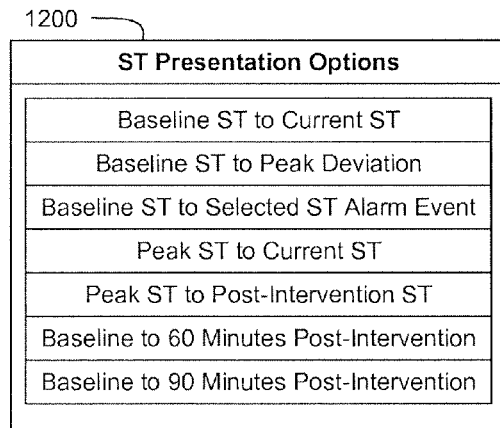 1200
ST Presentation Options
Baseline ST to Current ST
Baseline ST to Peak Deviation
Baseline ST to Selected ST Alarm Event
Peak ST to Current ST
Peak ST to Post-Intervention ST
Baseline to 60 Minutes Post-Intervention
Baseline to 90 Minutes Post-Intervention